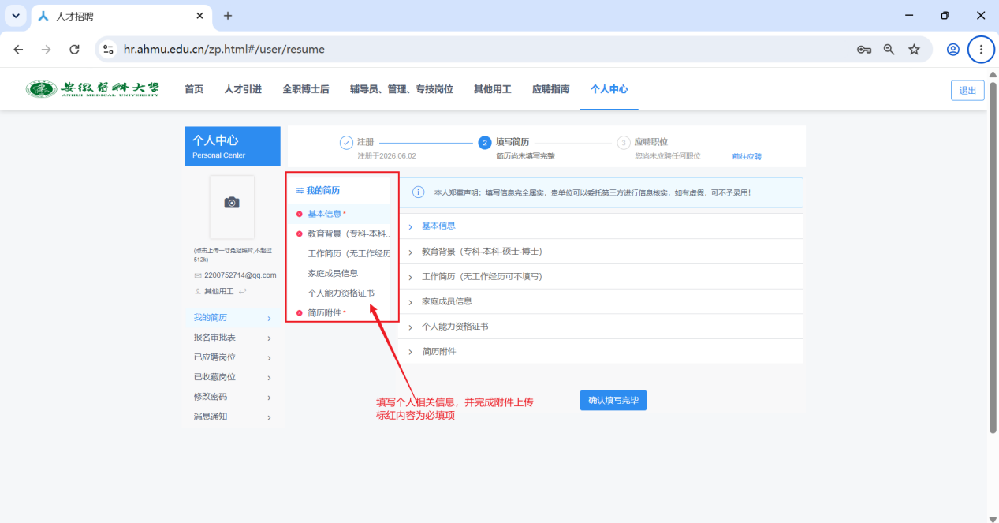 人才招聘
hr.ahmu.edu.cn/zp.html#/user/resume
安徽医科大学
ANHUI MEDICAL UNIVERSITY
首页 人才引进 全职博士后 辅导员、管理、专技岗位 其他用工 应聘指南 个人中心 退出
个人中心
Personal Center
注册 2 填写简历 3 应聘职位
注册于2026.06.02 简历尚未填写完整 您尚未应聘任何职位 前往应聘
(点击上传一寸免冠照片,不超过
512k)
2200752714@qq.com
其他用工
我的简历
报名审批表
已应聘岗位
已收藏岗位
修改密码
消息通知
我的简历
基本信息*
教育背景（专科-本科...
工作简历（无工作经历
家庭成员信息
个人能力资格证书
简历附件*
本人郑重声明：填写信息完全属实，贵单位可以委托第三方进行信息核实，如有虚假，可不予录用！
基本信息
教育背景（专科-本科-硕士-博士）
工作简历（无工作经历可不填写）
家庭成员信息
个人能力资格证书
简历附件
填写个人相关信息，并完成附件上传
标红内容为必填项
确认填写完毕